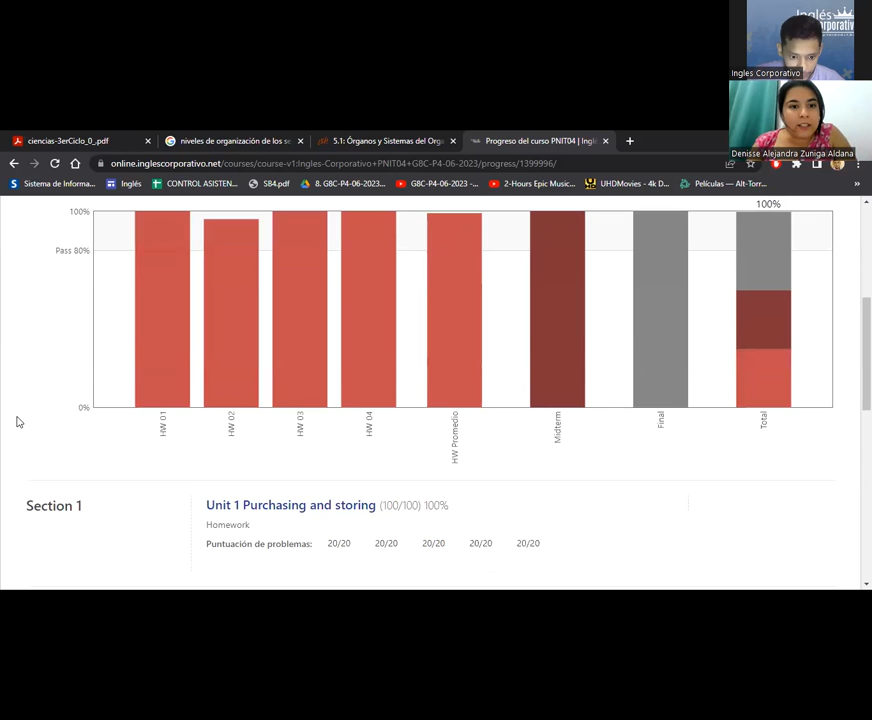 Inglés
Corporativo
Ingles Corporativo
Denisse Alejandra Zuniga Aldana
ciencias-3erCiclo_0_.pdf
niveles de organización de los se
5.1: Órganos y Sistemas del Orga
Progreso del curso PNIT04 | Inglé
online.inglescorporativo.net/courses/course-v1:Ingles-Corporativo+PNIT04+G8C-P4-06-2023/progress/1399996/
Sistema de Informa...
Inglés
CONTROL ASISTEN...
SB4.pdf
8. G8C-P4-06-2023...
G8C-P4-06-2023 -...
2-Hours Epic Music...
UHDMovies - 4k D...
Películas — Alt-Torr...
»
100%
100%
Pass 80%
0%
HW 01
HW 02
HW 03
HW 04
HW Promedio
Midterm
Final
Total
Section 1
Unit 1 Purchasing and storing (100/100) 100%
Homework
Puntuación de problemas: 20/20 20/20 20/20 20/20 20/20